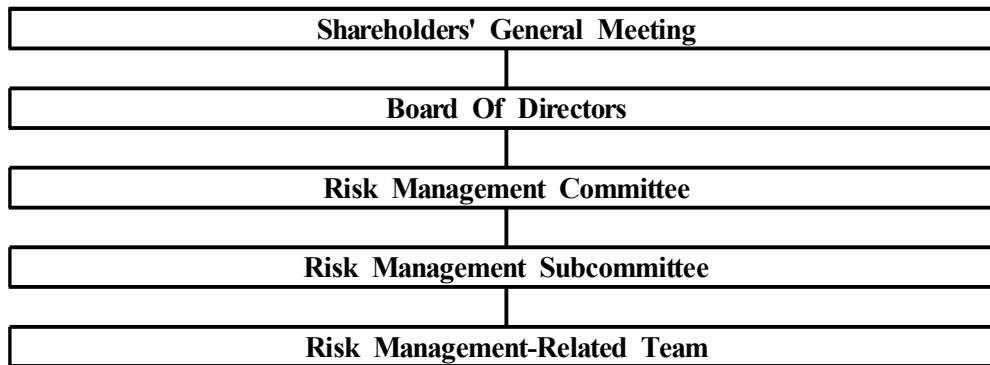 Shareholders' General Meeting
Board Of Directors
Risk Management Committee
Risk Management Subcommittee
Risk Management-Related Team